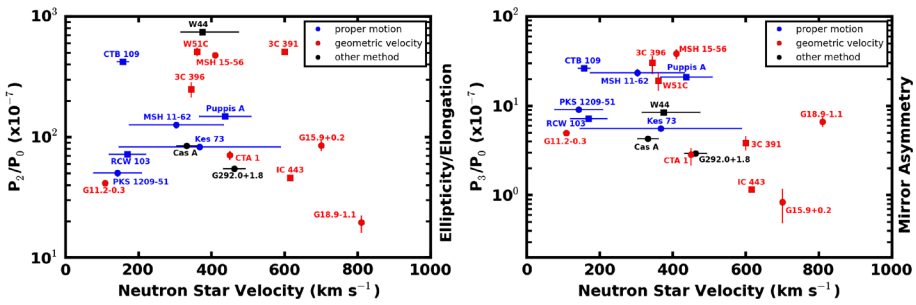 10^3
10^2
10^1
P_2/P_0 (x10^-7)
0 200 400 600 800 1000
Neutron Star Velocity (km s^-1)
Ellipticity/Elongation
proper motion
geometric velocity
other method
W44
CTB 109
W51C
MSH 15-56
3C 391
3C 396
Puppis A
MSH 11-62
Kes 73
G15.9+0.2
RCW 103
Cas A
CTA 1
PKS 1209-51
G292.0+1.8
IC 443
G11.2-0.3
G18.9-1.1
10^2
10^1
10^0
P_3/P_0 (x10^-7)
0 200 400 600 800 1000
Neutron Star Velocity (km s^-1)
Mirror Asymmetry
proper motion
geometric velocity
other method
3C 396
MSH 15-56
CTB 109
Puppis A
MSH 11-62
W51C
PKS 1209-51
W44
G18.9-1.1
RCW 103
Kes 73
G11.2-0.3
Cas A
3C 391
CTA 1
G292.0+1.8
IC 443
G15.9+0.2